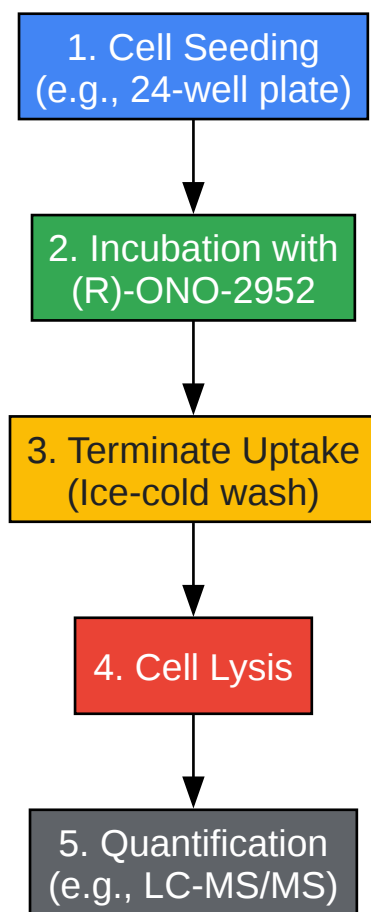 1. Cell Seeding
(e.g., 24-well plate)
2. Incubation with
(R)-ONO-2952
3. Terminate Uptake
(Ice-cold wash)
4. Cell Lysis
5. Quantification
(e.g., LC-MS/MS)